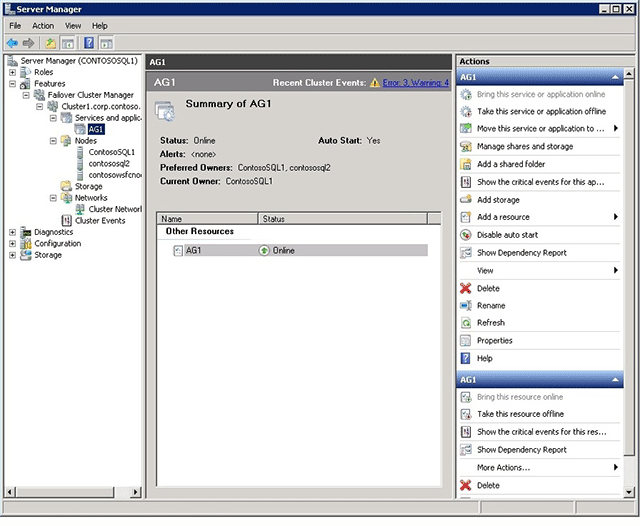 Server Manager
File Action View Help
Server Manager (CONTOSOSQL1)
Roles
Features
Failover Cluster Manager
Cluster1.corp.contoso.
Services and applic
AG1
Nodes
ContosoSQL1
contososql2
contosowsfcno
Storage
Networks
Cluster Network
Cluster Events
Diagnostics
Configuration
Storage
AG1
AG1 Recent Cluster Events: Error: 3, Warning: 4
Summary of AG1
Status: Online Auto Start: Yes
Alerts: <none>
Preferred Owners: ContosoSQL1, contososql2
Current Owner: ContosoSQL1
Name Status
Other Resources
AG1 Online
Actions
AG1
Bring this service or application online
Take this service or application offline
Move this service or application to ...
Manage shares and storage
Add a shared folder
Show the critical events for this ap...
Add storage
Add a resource
Disable auto start
Show Dependency Report
View
Delete
Rename
Refresh
Properties
Help
AG1
Bring this resource online
Take this resource offline
Show the critical events for this res...
Show Dependency Report
More Actions...
Delete